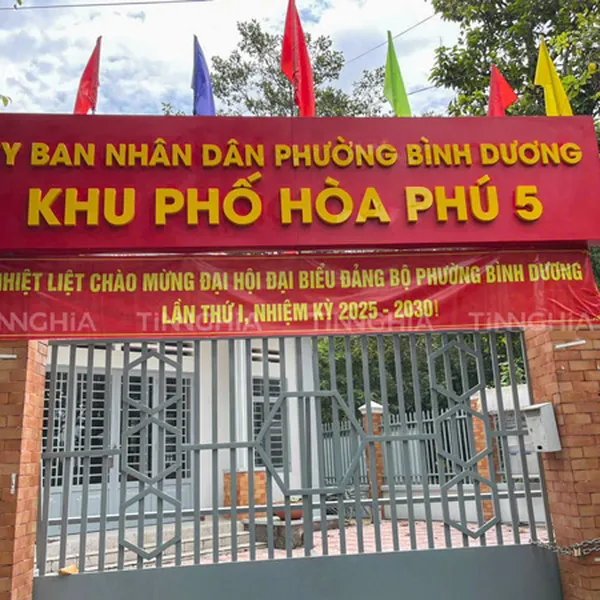 Y BAN NHÂN DÂN PHƯỜNG BÌNH DƯƠNG
KHU PHỐ HÒA PHÚ 5
NHIỆT LIỆT CHÀO MỪNG ĐẠI HỘI ĐẠI BIỂU ĐẢNG BỘ PHƯỜNG BÌNH DƯƠNG
LẦN THỨ I, NHIỆM KỲ 2025 - 2030!
TINNGHIA TINNGHIA TINNGHIA TINNGHIA